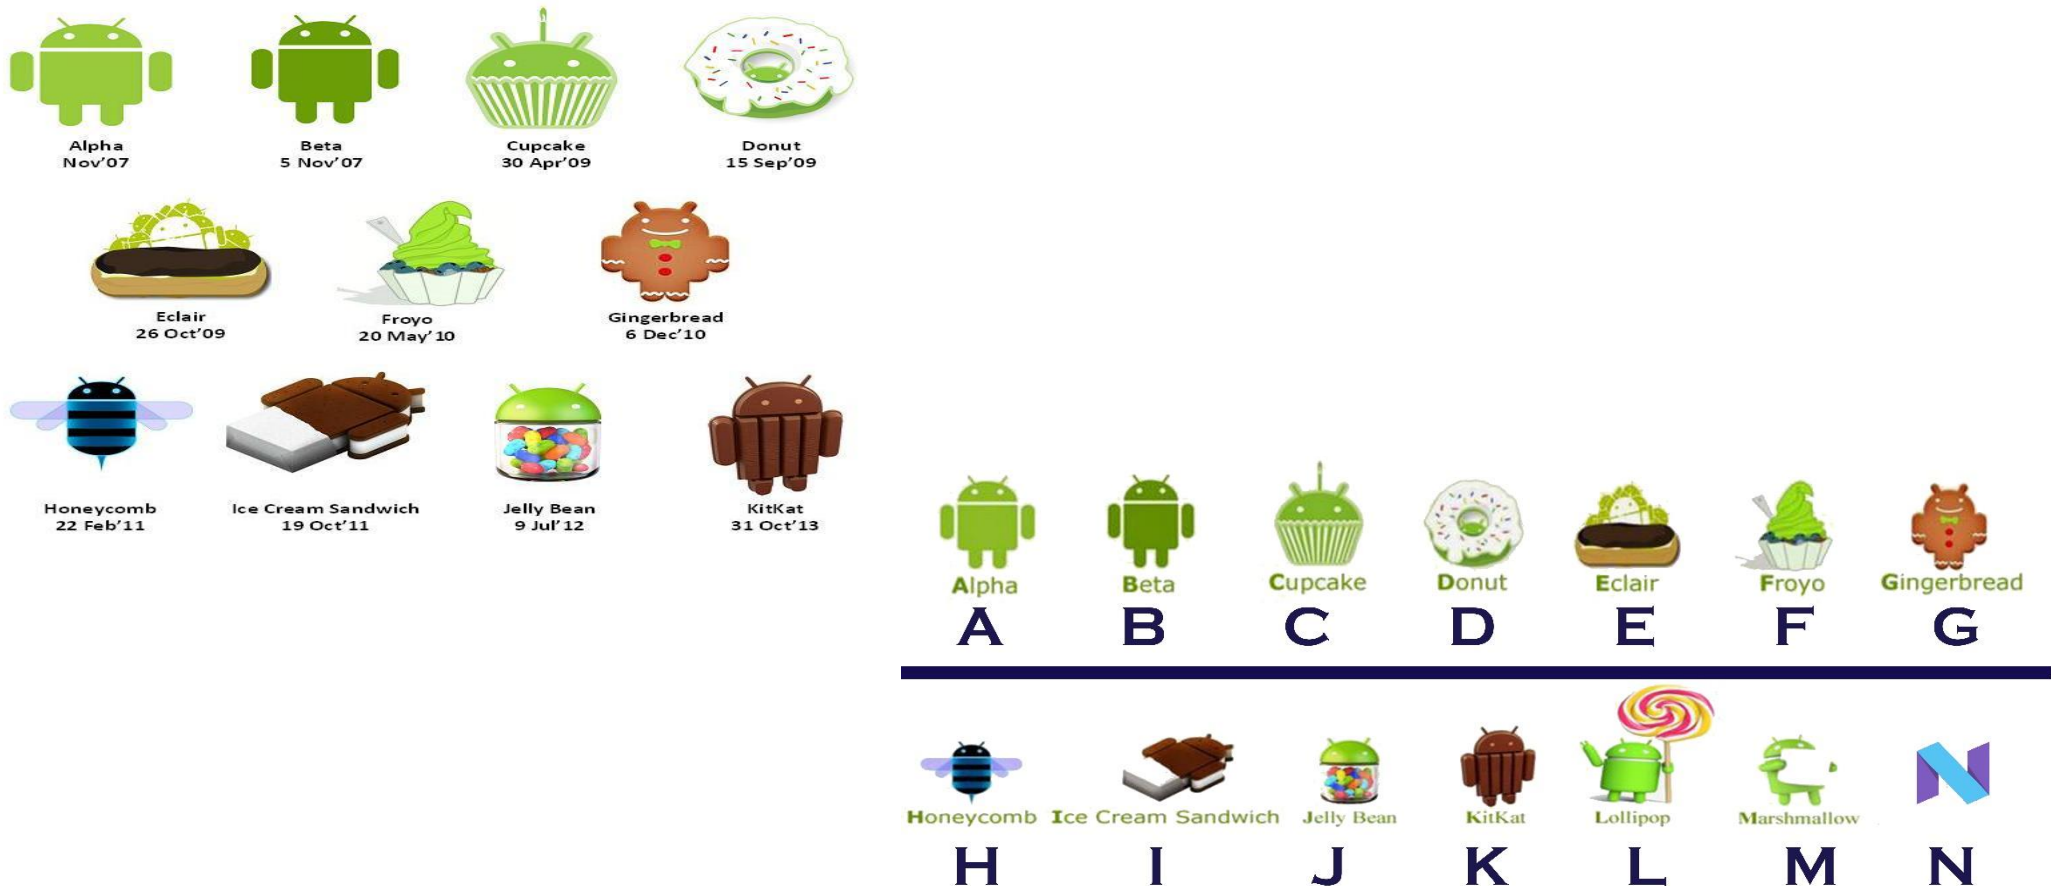 Alpha
Nov'07
Beta
5 Nov'07
Cupcake
30 Apr'09
Donut
15 Sep'09
Eclair
26 Oct'09
Froyo
20 May'10
Gingerbread
6 Dec'10
Honeycomb
22 Feb'11
Ice Cream Sandwich
19 Oct'11
Jelly Bean
9 Jul'12
KitKat
31 Oct'13
Alpha Beta Cupcake Donut Eclair Froyo Gingerbread
A B C D E F G
Honeycomb Ice Cream Sandwich Jelly Bean KitKat Lollipop Marshmallow N
H I J K L M N